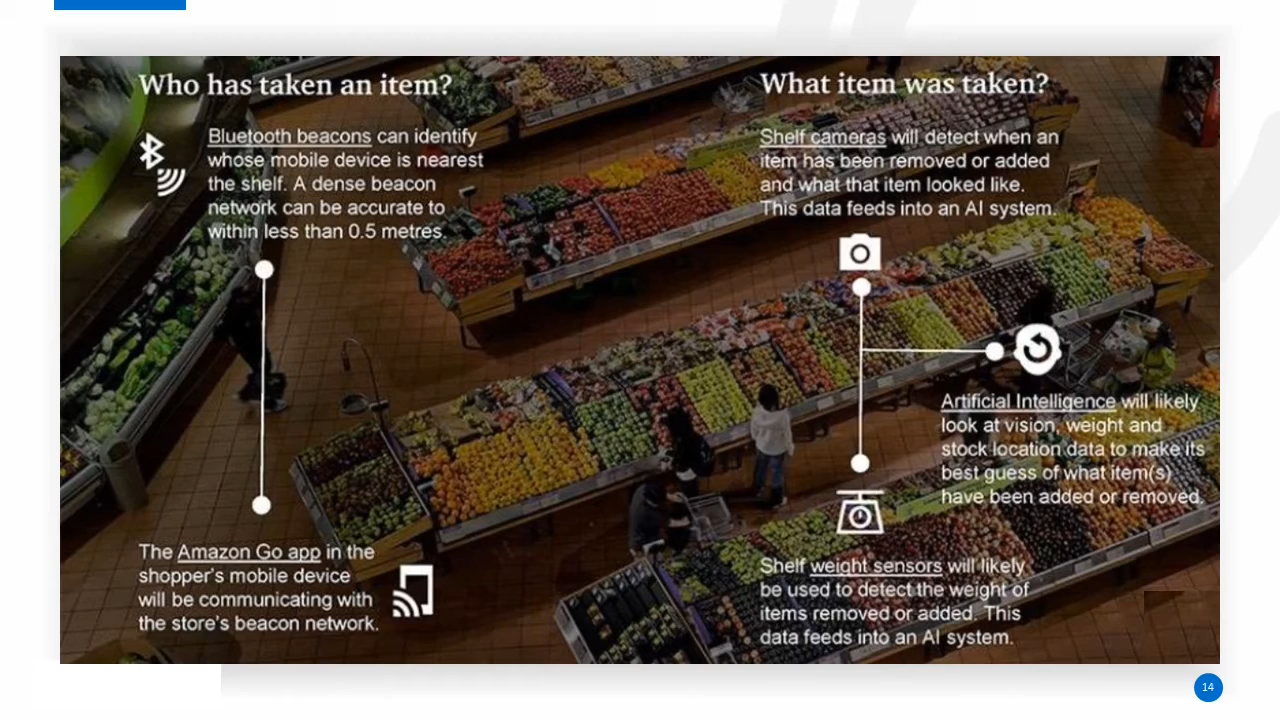 Who has taken an item?
Bluetooth beacons can identify
whose mobile device is nearest
the shelf. A dense beacon
network can be accurate to
within less than 0.5 metres.
The Amazon Go app in the
shopper's mobile device
will be communicating with
the store's beacon network.
What item was taken?
Shelf cameras will detect when an
item has been removed or added
and what that item looked like.
This data feeds into an AI system.
Artificial Intelligence will likely
look at vision, weight and
stock location data to make its
best guess of what item(s)
have been added or removed.
Shelf weight sensors will likely
be used to detect the weight of
items removed or added. This
data feeds into an AI system.
14